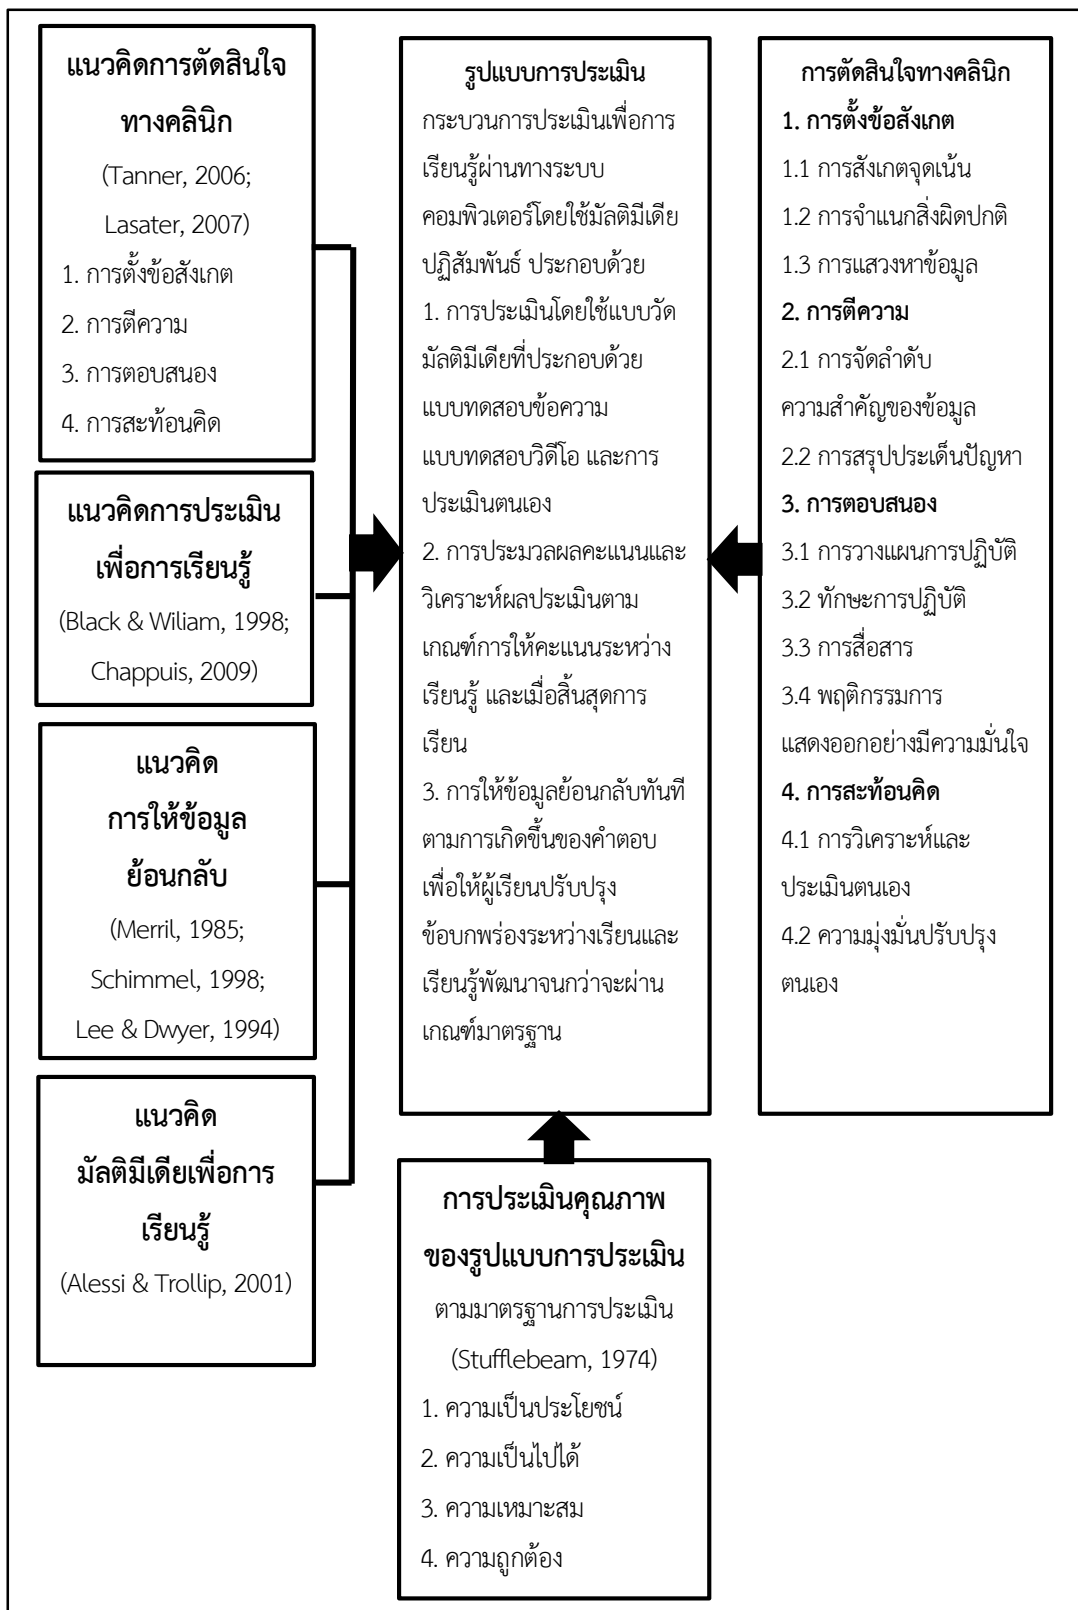 แนวคิดการตัดสินใจ
ทางคลินิก
(Tanner, 2006;
Lasater, 2007)
1. การตั้งข้อสังเกต
2. การตีความ
3. การตอบสนอง
4. การสะท้อนคิด
แนวคิดการประเมิน
เพื่อการเรียนรู้
(Black & Wiliam, 1998;
Chappuis, 2009)
แนวคิด
การให้ข้อมูล
ย้อนกลับ
(Merril, 1985;
Schimmel, 1998;
Lee & Dwyer, 1994)
แนวคิด
มัลติมีเดียเพื่อการ
เรียนรู้
(Alessi & Trollip, 2001)
รูปแบบการประเมิน
กระบวนการประเมินเพื่อการ
เรียนรู้ผ่านทางระบบ
คอมพิวเตอร์โดยใช้มัลติมีเดีย
ปฏิสัมพันธ์ ประกอบด้วย
1. การประเมินโดยใช้แบบวัด
มัลติมีเดียที่ประกอบด้วย
แบบทดสอบข้อความ
แบบทดสอบวิดีโอ และการ
ประเมินตนเอง
2. การประมวลผลคะแนนและ
วิเคราะห์ผลประเมินตาม
เกณฑ์การให้คะแนนระหว่าง
เรียนรู้ และเมื่อสิ้นสุดการ
เรียน
3. การให้ข้อมูลย้อนกลับทันที
ตามการเกิดขึ้นของคำตอบ
เพื่อให้ผู้เรียนปรับปรุง
ข้อบกพร่องระหว่างเรียนและ
เรียนรู้พัฒนาจนกว่าจะผ่าน
เกณฑ์มาตรฐาน
การตัดสินใจทางคลินิก
1. การตั้งข้อสังเกต
1.1 การสังเกตจุดเน้น
1.2 การจำแนกสิ่งผิดปกติ
1.3 การแสวงหาข้อมูล
2. การตีความ
2.1 การจัดลำดับ
ความสำคัญของข้อมูล
2.2 การสรุปประเด็นปัญหา
3. การตอบสนอง
3.1 การวางแผนการปฏิบัติ
3.2 ทักษะการปฏิบัติ
3.3 การสื่อสาร
3.4 พฤติกรรมการ
แสดงออกอย่างมีความมั่นใจ
4. การสะท้อนคิด
4.1 การวิเคราะห์และ
ประเมินตนเอง
4.2 ความมุ่งมั่นปรับปรุง
ตนเอง
การประเมินคุณภาพ
ของรูปแบบการประเมิน
ตามมาตรฐานการประเมิน
(Stufflebeam, 1974)
1. ความเป็นประโยชน์
2. ความเป็นไปได้
3. ความเหมาะสม
4. ความถูกต้อง